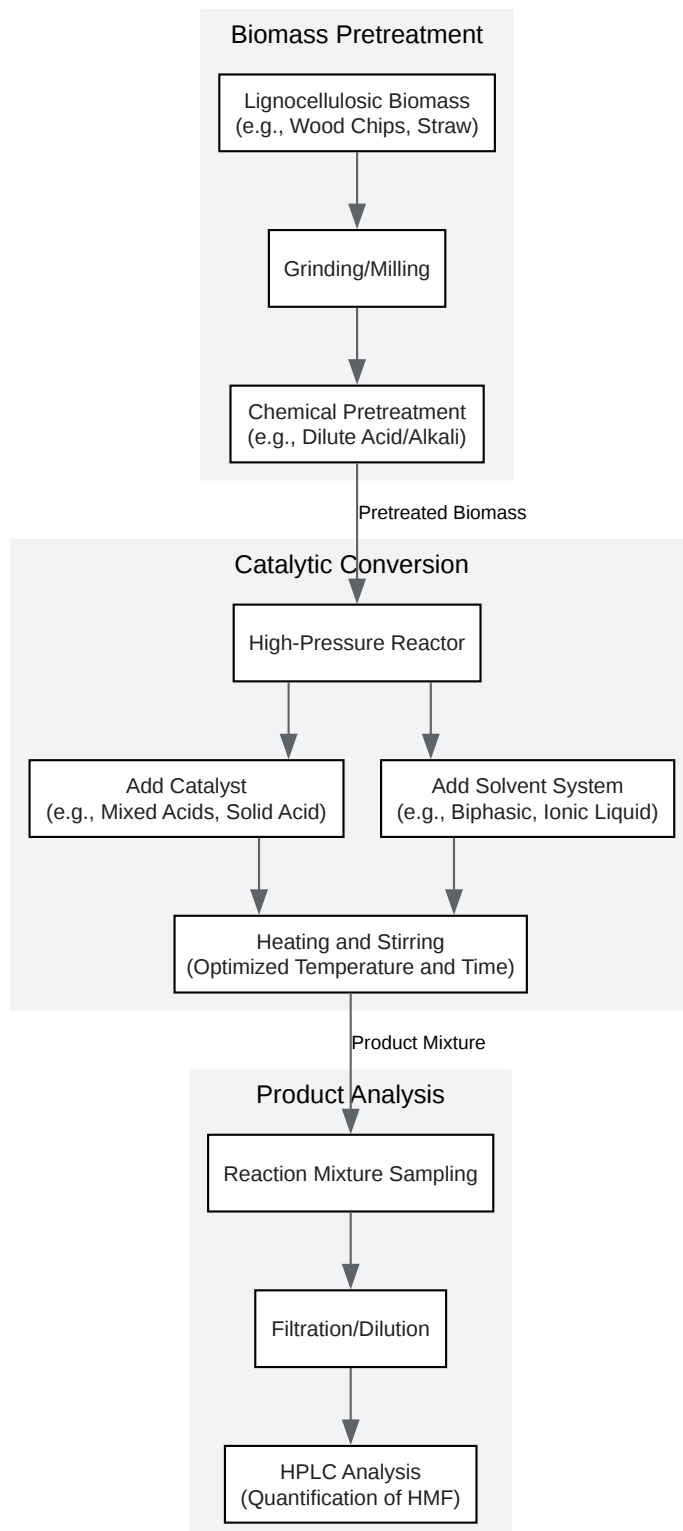 Biomass Pretreatment
Lignocellulosic Biomass
(e.g., Wood Chips, Straw)
Grinding/Milling
Chemical Pretreatment
(e.g., Dilute Acid/Alkali)
Pretreated Biomass
Catalytic Conversion
High-Pressure Reactor
Add Catalyst
(e.g., Mixed Acids, Solid Acid)
Add Solvent System
(e.g., Biphasic, Ionic Liquid)
Heating and Stirring
(Optimized Temperature and Time)
Product Mixture
Product Analysis
Reaction Mixture Sampling
Filtration/Dilution
HPLC Analysis
(Quantification of HMF)